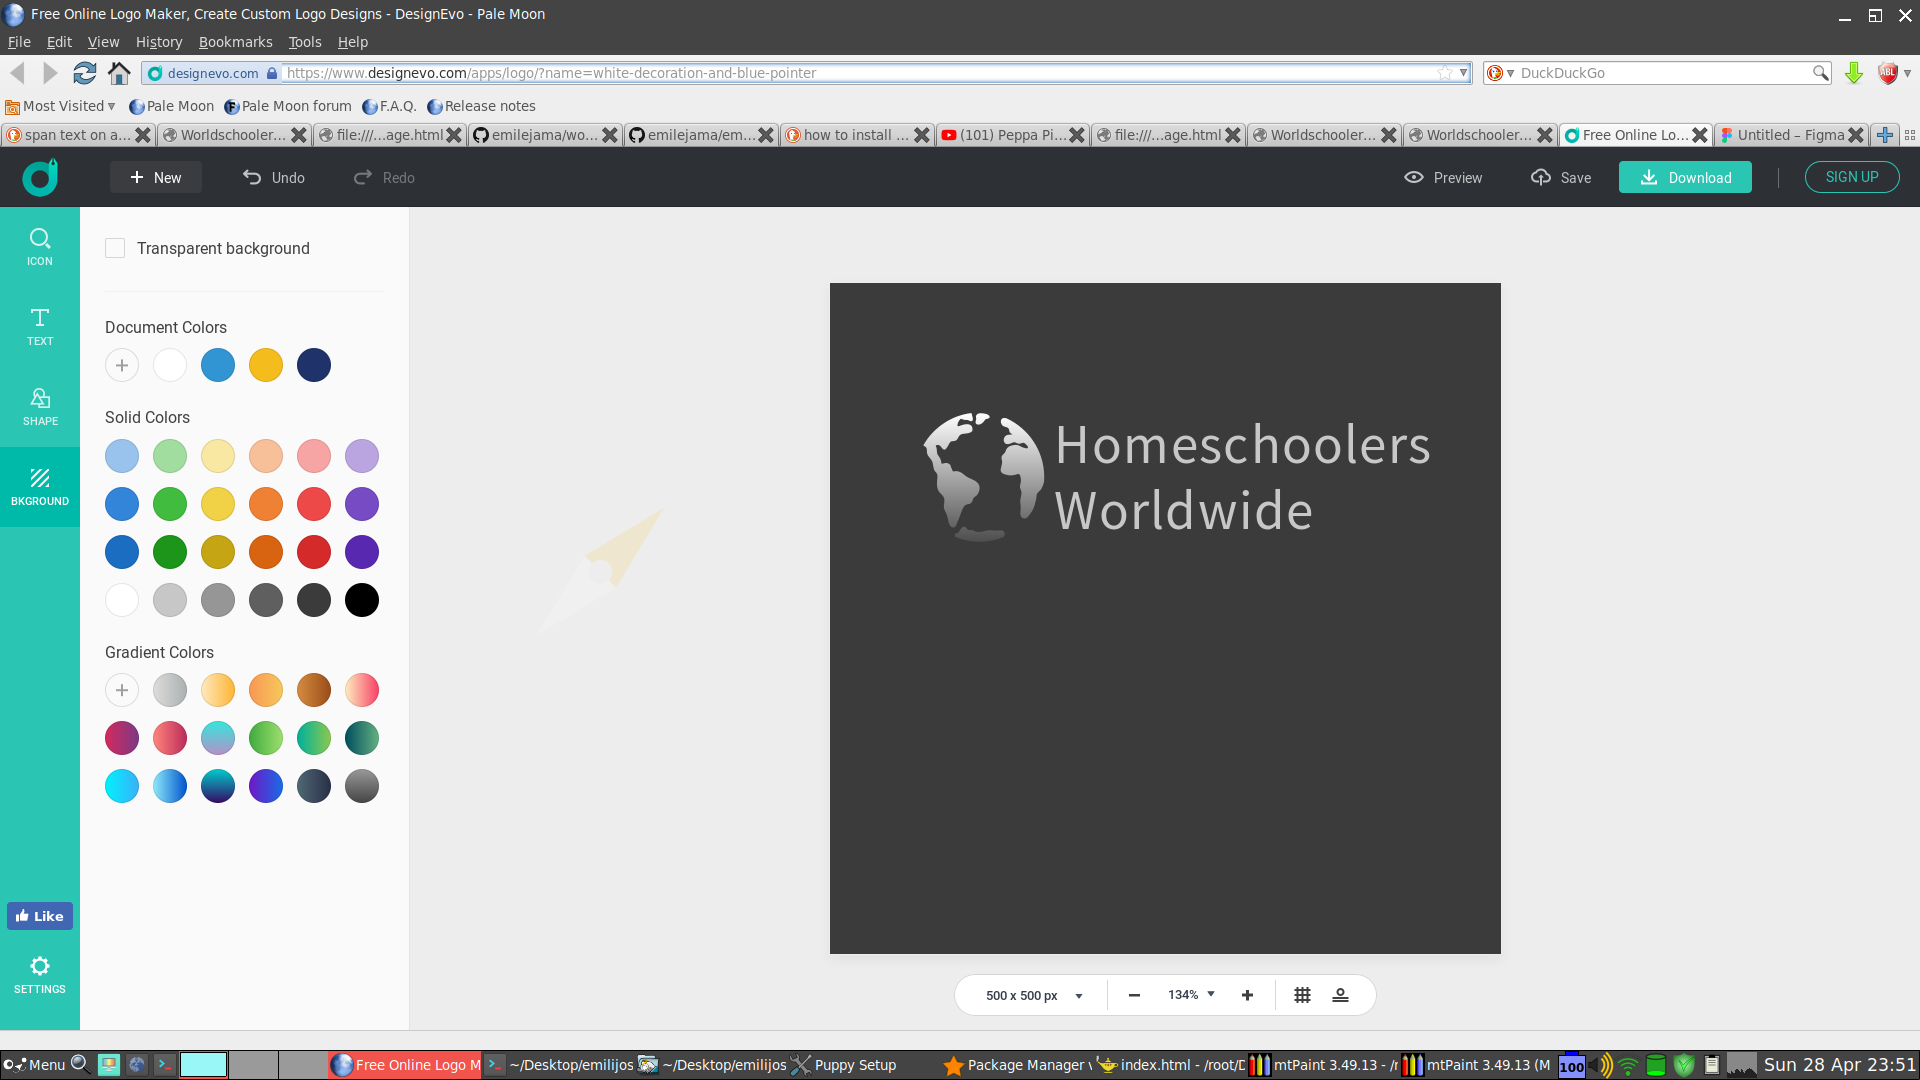 Free Online Logo Maker, Create Custom Logo Designs - DesignEvo - Pale Moon
File Edit View History Bookmarks Tools Help
designevo.com https://www.designevo.com/apps/logo/?name=white-decoration-and-blue-pointer DuckDuckGo ABL
Most Visited Pale Moon Pale Moon forum F.A.Q. Release notes
span text on a... Worldschooler... file:///...age.html emilejama/wo... emilejama/em... how to install ... (101) Peppa Pi... file:///...age.html Worldschooler... Worldschooler... Free Online Lo... Untitled – Figma
New Undo Redo Preview Save Download SIGN UP
ICON
TEXT
SHAPE
BKGROUND
Like
SETTINGS
Transparent background
Document Colors
Solid Colors
Gradient Colors
Homeschoolers
Worldwide
500 x 500 px 134%
Menu Free Online Logo M ~/Desktop/emilijos ~/Desktop/emilijos Puppy Setup Package Manager v index.html - /root/D mtPaint 3.49.13 - /r mtPaint 3.49.13 (M 100 Sun 28 Apr 23:51